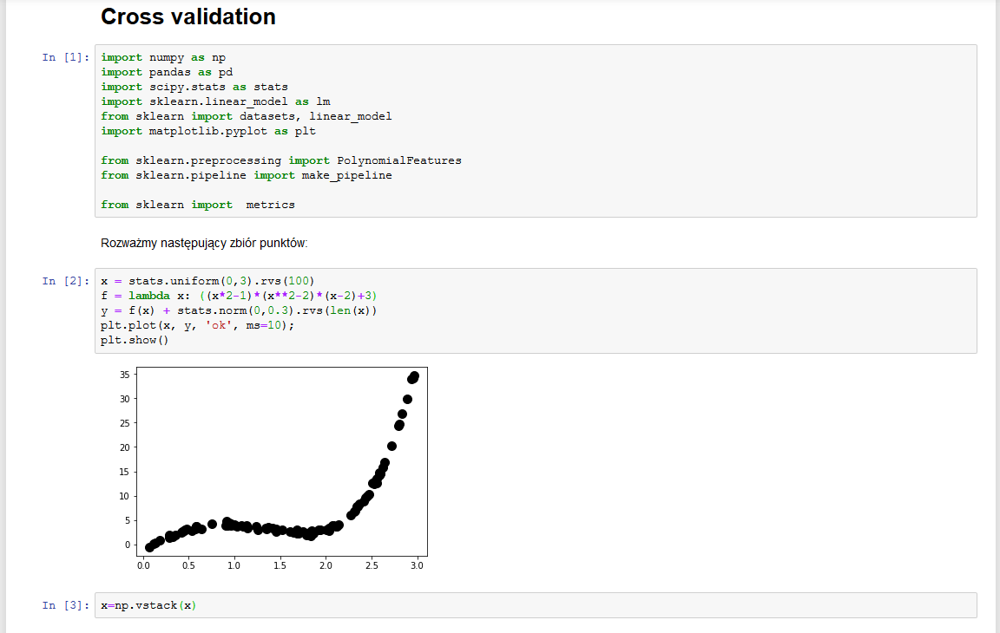 Cross validation
In [1]:
import numpy as np
import pandas as pd
import scipy.stats as stats
import sklearn.linear_model as lm
from sklearn import datasets, linear_model
import matplotlib.pyplot as plt
from sklearn.preprocessing import PolynomialFeatures
from sklearn.pipeline import make_pipeline
from sklearn import  metrics
Rozważmy następujący zbiór punktów:
In [2]:
x = stats.uniform(0,3).rvs(100)
f = lambda x: ((x*2-1)*(x**2-2)*(x-2)+3)
y = f(x) + stats.norm(0,0.3).rvs(len(x))
plt.plot(x, y, 'ok', ms=10);
plt.show()
35
30
25
20
15
10
5
0
0.0 0.5 1.0 1.5 2.0 2.5 3.0
In [3]:
x=np.vstack(x)